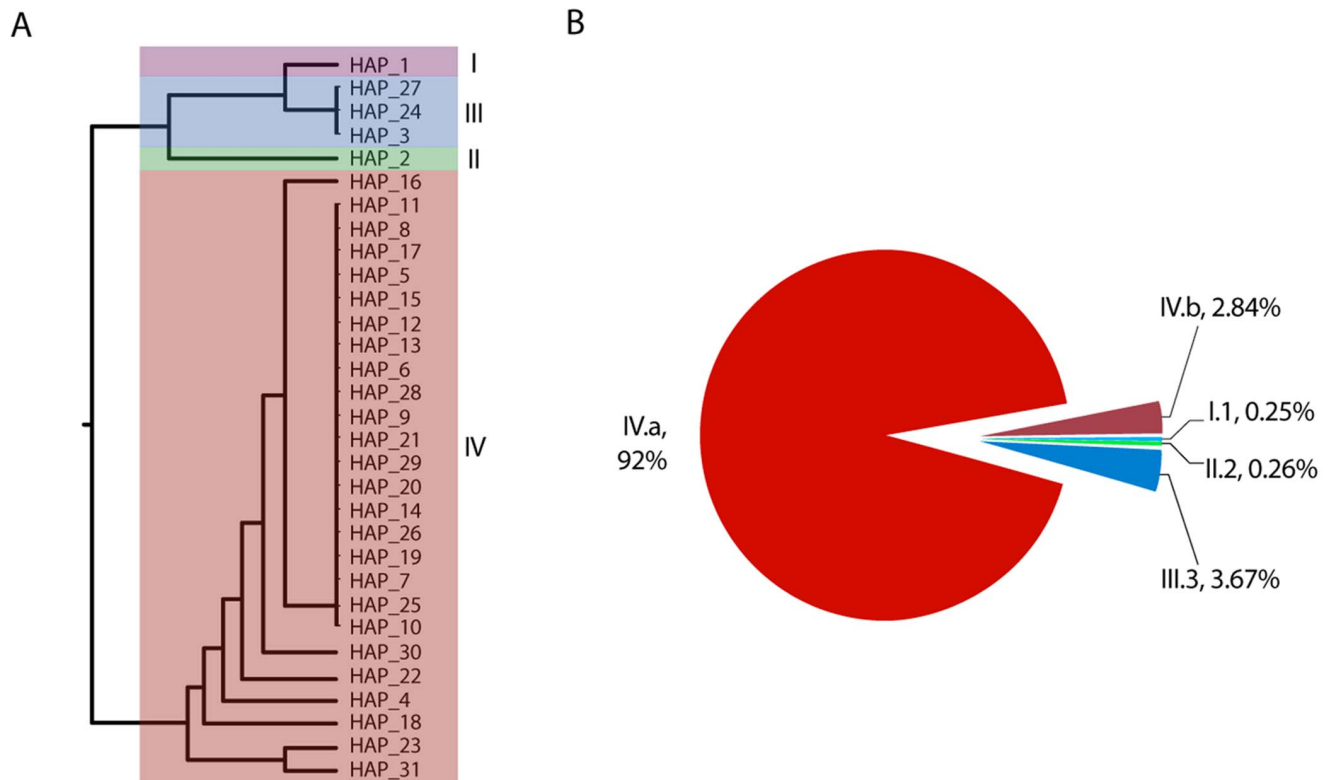 A
HAP_1
I
HAP_27
HAP_24
III
HAP_3
HAP_2
II
HAP_16
HAP_11
HAP_8
HAP_17
HAP_5
HAP_15
HAP_12
HAP_13
HAP_6
HAP_28
HAP_9
HAP_21
IV
HAP_29
HAP_20
HAP_14
HAP_26
HAP_19
HAP_7
HAP_25
HAP_10
HAP_30
HAP_22
HAP_4
HAP_18
HAP_23
HAP_31
B
IV.a,
92%
IV.b, 2.84%
I.1, 0.25%
II.2, 0.26%
III.3, 3.67%